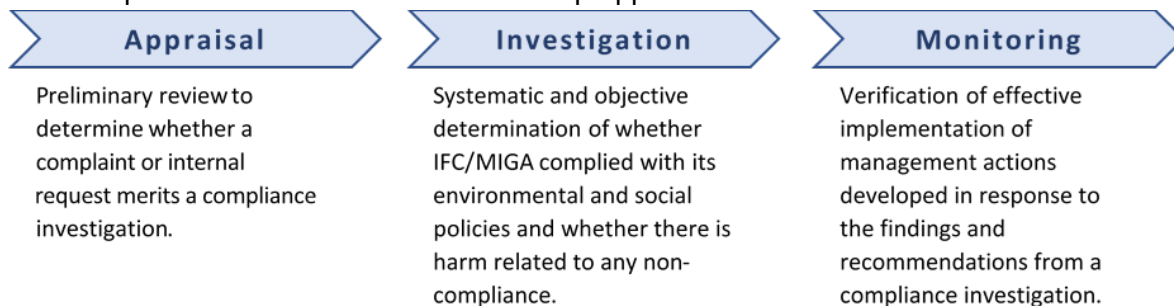 Appraisal
Preliminary review to
determine whether a
complaint or internal
request merits a compliance
investigation.
Investigation
Systematic and objective
determination of whether
IFC/MIGA complied with its
environmental and social
policies and whether there is
harm related to any non-
compliance.
Monitoring
Verification of effective
implementation of
management actions
developed in response to
the findings and
recommendations from a
compliance investigation.